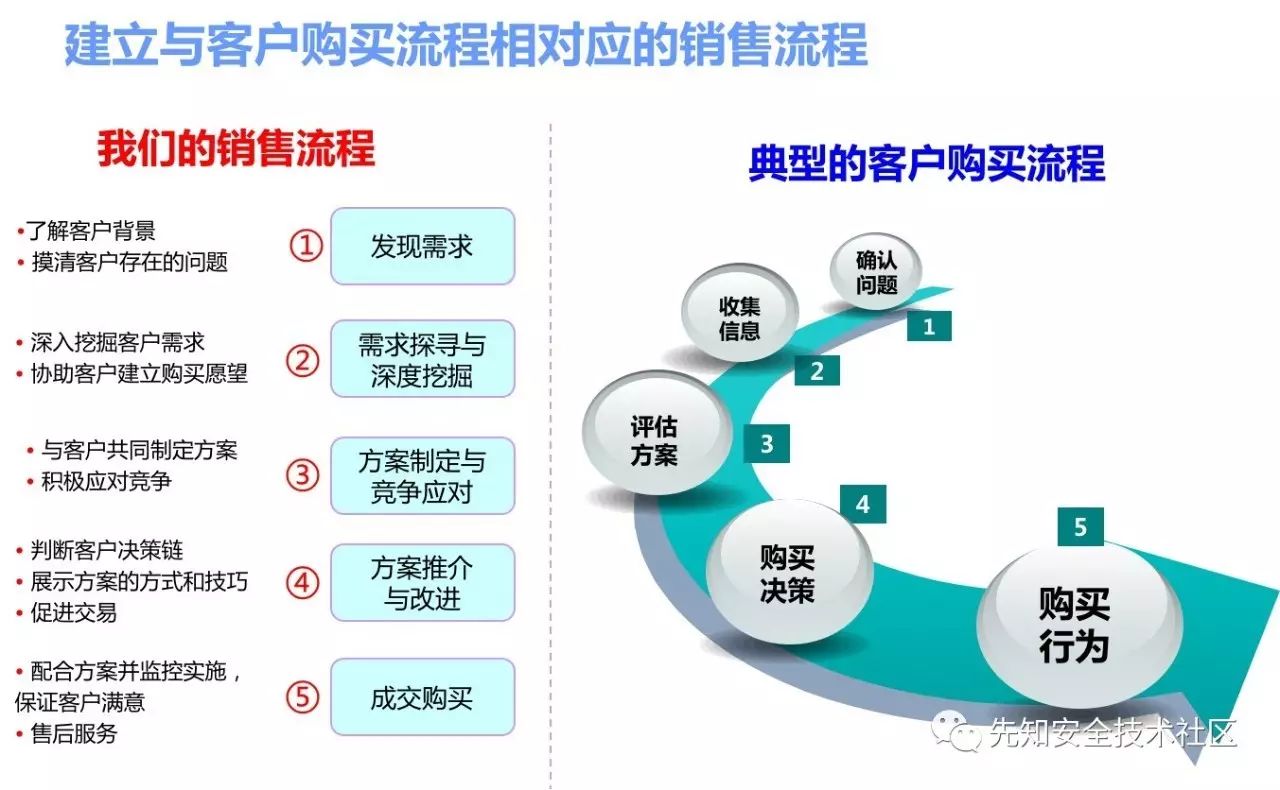 建立与客户购买流程相对应的销售流程
我们的销售流程
•了解客户背景
• 摸清客户存在的问题
①
发现需求
• 深入挖掘客户需求
• 协助客户建立购买愿望
②
需求探寻与
深度挖掘
• 与客户共同制定方案
• 积极应对竞争
③
方案制定与
竞争应对
• 判断客户决策链
• 展示方案的方式和技巧
• 促进交易
④
方案推介
与改进
• 配合方案并监控实施，
保证客户满意
• 售后服务
⑤
成交购买
典型的客户购买流程
确认
问题
1
收集
信息
2
评估
方案
3
购买
决策
4
购买
行为
5
先知安全技术社区